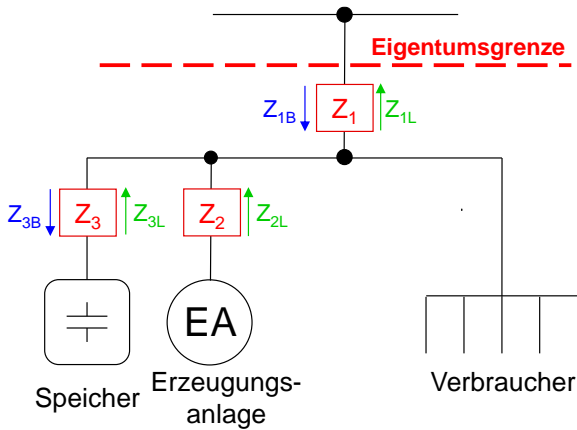 Eigentumsgrenze
Z1B Z1 Z1L
Z3B Z3 Z3L Z2 Z2L
EA
Speicher
Erzeugungs-
anlage
Verbraucher